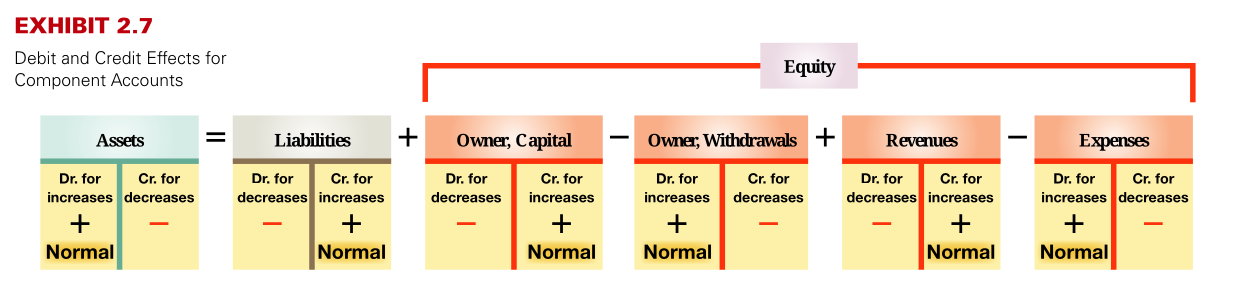 EXHIBIT 2.7
Debit and Credit Effects for
Component Accounts
Equity
Assets = Liabilities + Owner, Capital − Owner, Withdrawals + Revenues − Expenses
Dr. for Cr. for Dr. for Cr. for Dr. for Cr. for Dr. for Cr. for Dr. for Cr. for Dr. for Cr. for
increases decreases decreases increases decreases increases increases decreases decreases increases increases decreases
+ − − + − + + − − + + −
Normal Normal Normal Normal Normal Normal